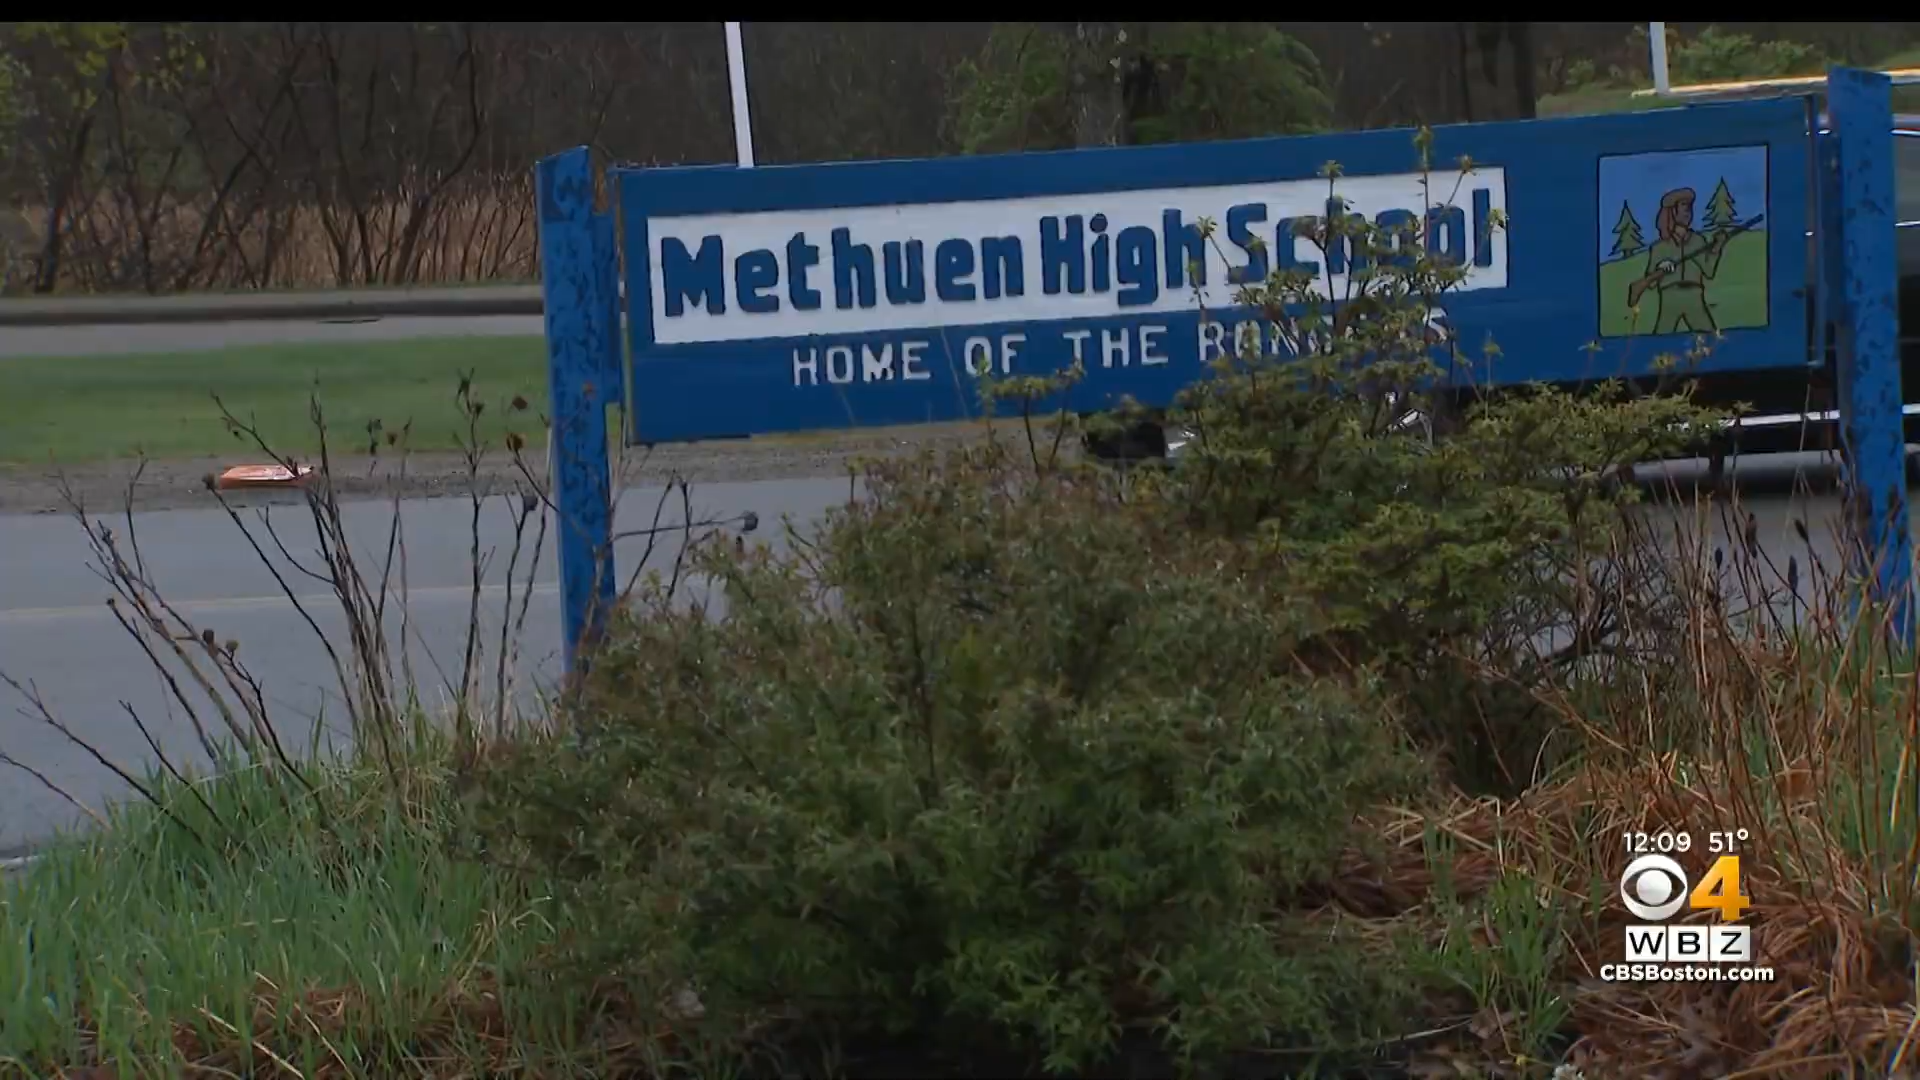 Methuen High School
HOME OF THE
12:09 51°
4
WBZ
CBSBoston.com